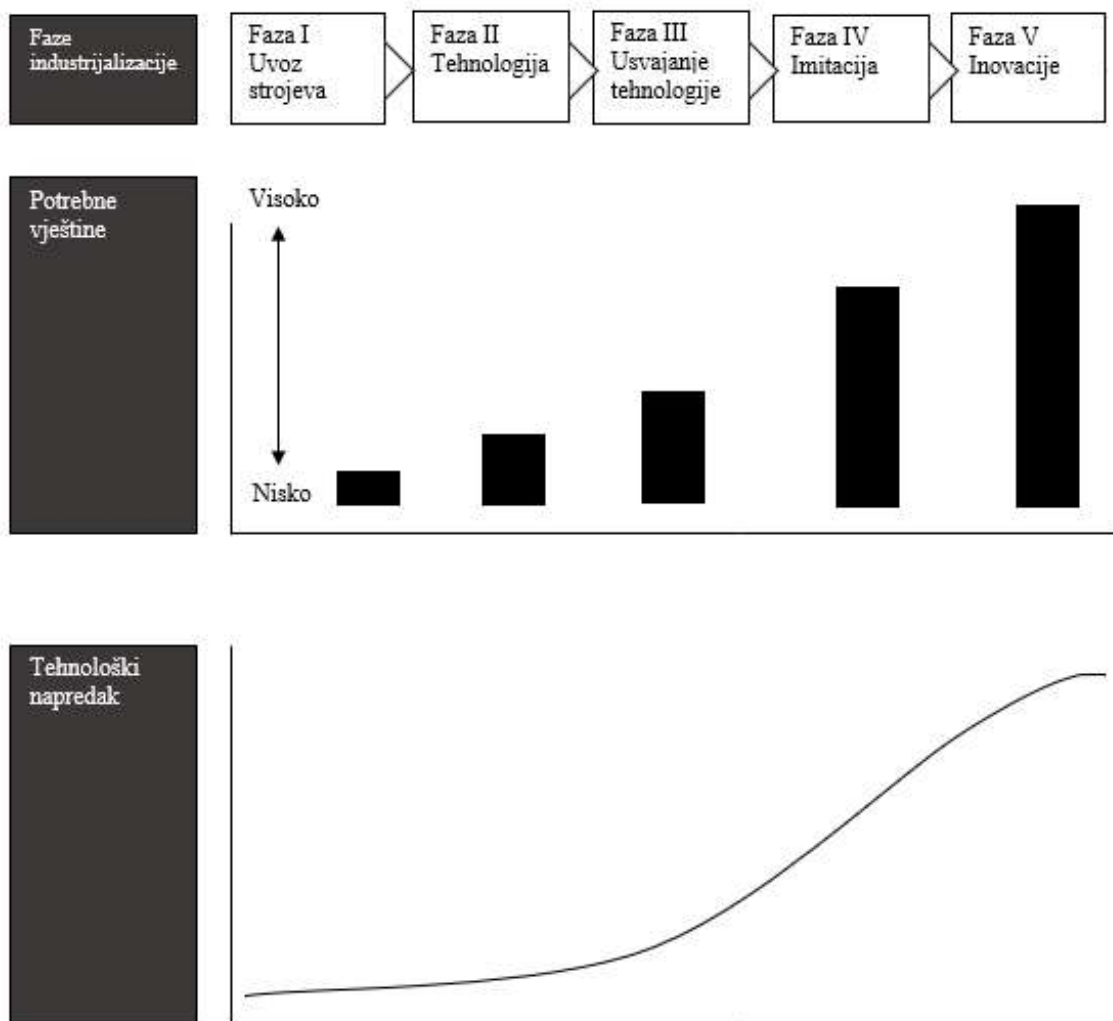 Faze
industrijalizacije
Faza I
Uvoz
strojeva
Faza II
Tehnologija
Faza III
Usvajanje
tehnologije
Faza IV
Imitacija
Faza V
Inovacije
Potrebne
vještine
Visoko
Nisko
Tehnološki
napredak